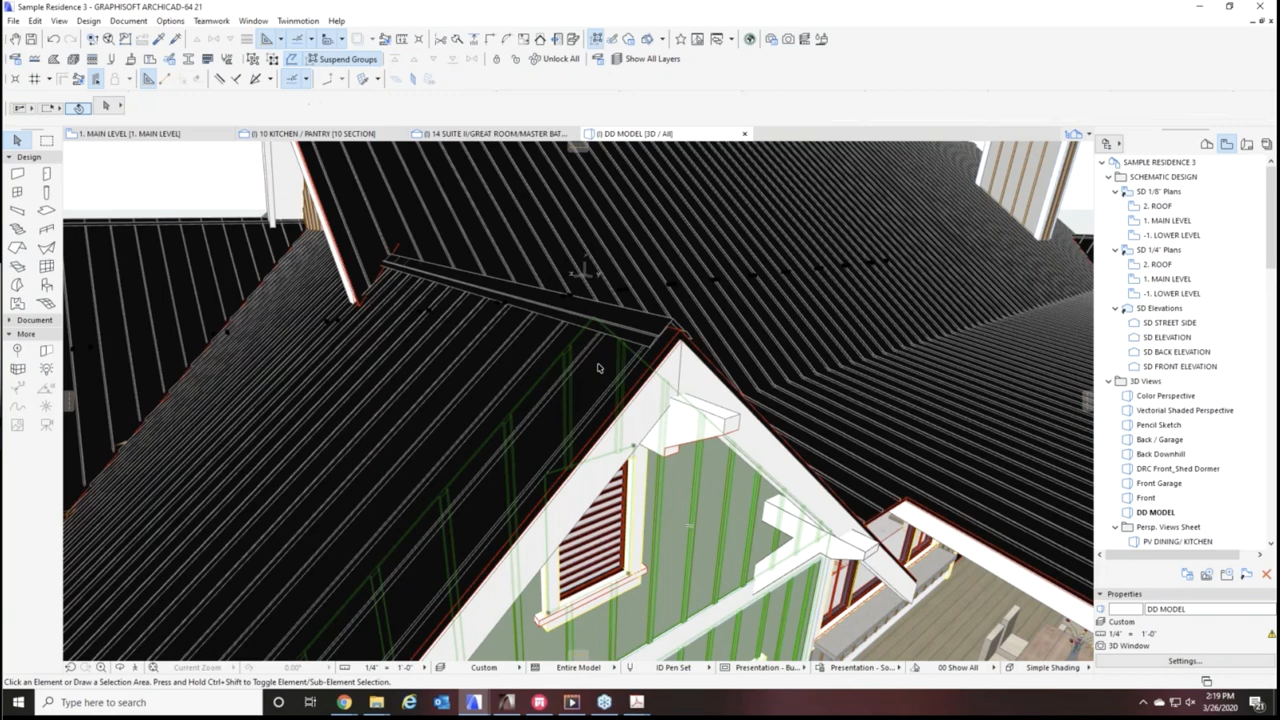 Sample Residence 3 - GRAPHISOFT ARCHICAD-64 21
File Edit View Design Document Options Teamwork Window Twinmotion Help
Suspend Groups
Unlock All
Show All Layers
1. MAIN LEVEL [1. MAIN LEVEL]
(!) 10 KITCHEN / PANTRY [10 SECTION]
(!) 14 SUITE II/GREAT ROOM/MASTER BAT...
(!) DD MODEL [3D / All]
Design
Document
More
SAMPLE RESIDENCE 3
SCHEMATIC DESIGN
SD 1/8" Plans
2. ROOF
1. MAIN LEVEL
-1. LOWER LEVEL
SD 1/4" Plans
2. ROOF
1. MAIN LEVEL
-1. LOWER LEVEL
SD Elevations
SD STREET SIDE
SD ELEVATION
SD BACK ELEVATION
SD FRONT ELEVATION
3D Views
Color Perspective
Vectorial Shaded Perspective
Pencil Sketch
Back / Garage
Back Downhill
DRC Front_Shed Dormer
Front Garage
Front
DD MODEL
Persp. Views Sheet
PV DINING/ KITCHEN
Properties
DD MODEL
Custom
1/4" = 1'-0"
3D Window
Settings...
Current Zoom
0.00°
1/4" = 1'-0"
Custom
Entire Model
ID Pen Set
Presentation - Bu...
Presentation - So...
00 Show All
Simple Shading
Click an Element or Draw a Selection Area. Press and Hold Ctrl+Shift to Toggle Element/Sub-Element Selection.
Type here to search
2:19 PM
3/26/2020